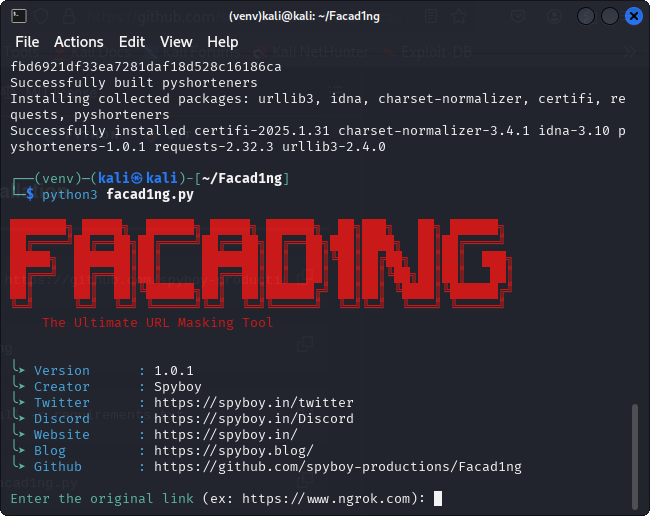 (venv)kali@kali: ~/Facad1ng
File Actions Edit View Help
fbd6921df33ea7281daf18d528c16186ca
Successfully built pyshorteners
Installing collected packages: urllib3, idna, charset-normalizer, certifi, re
quests, pyshorteners
Successfully installed certifi-2025.1.31 charset-normalizer-3.4.1 idna-3.10 p
yshorteners-1.0.1 requests-2.32.3 urllib3-2.4.0
┌──(venv)─(kali㉿kali)-[~/Facad1ng]
└─$ python3 facad1ng.py
FACAD1NG
The Ultimate URL Masking Tool
╰➤ Version : 1.0.1
╰➤ Creator : Spyboy
╰➤ Twitter : https://spyboy.in/twitter
╰➤ Discord : https://spyboy.in/Discord
╰➤ Website : https://spyboy.in/
╰➤ Blog : https://spyboy.blog/
╰➤ Github : https://github.com/spyboy-productions/Facad1ng
Enter the original link (ex: https://www.ngrok.com):